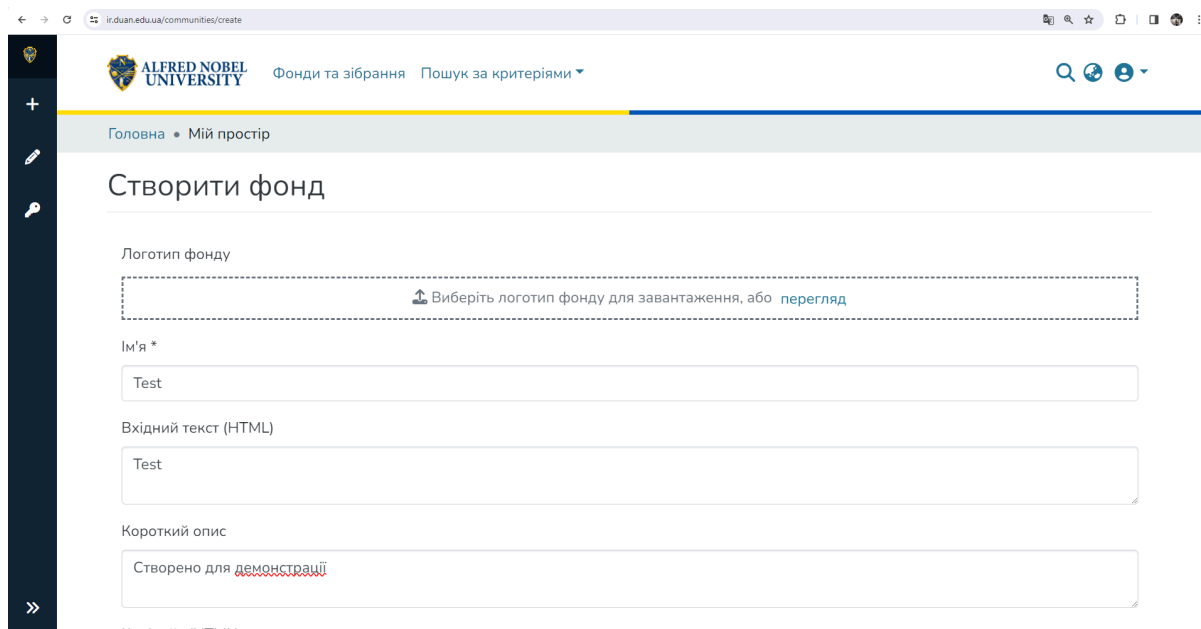 ir.duan.edu.ua/communities/create
ALFRED NOBEL
UNIVERSITY
Фонди та зібрання Пошук за критеріями
Головна • Мій простір
Створити фонд
Логотип фонду
Виберіть логотип фонду для завантаження, або перегляд
Ім'я *
Test
Вхідний текст (HTML)
Test
Короткий опис
Створено для демонстрації